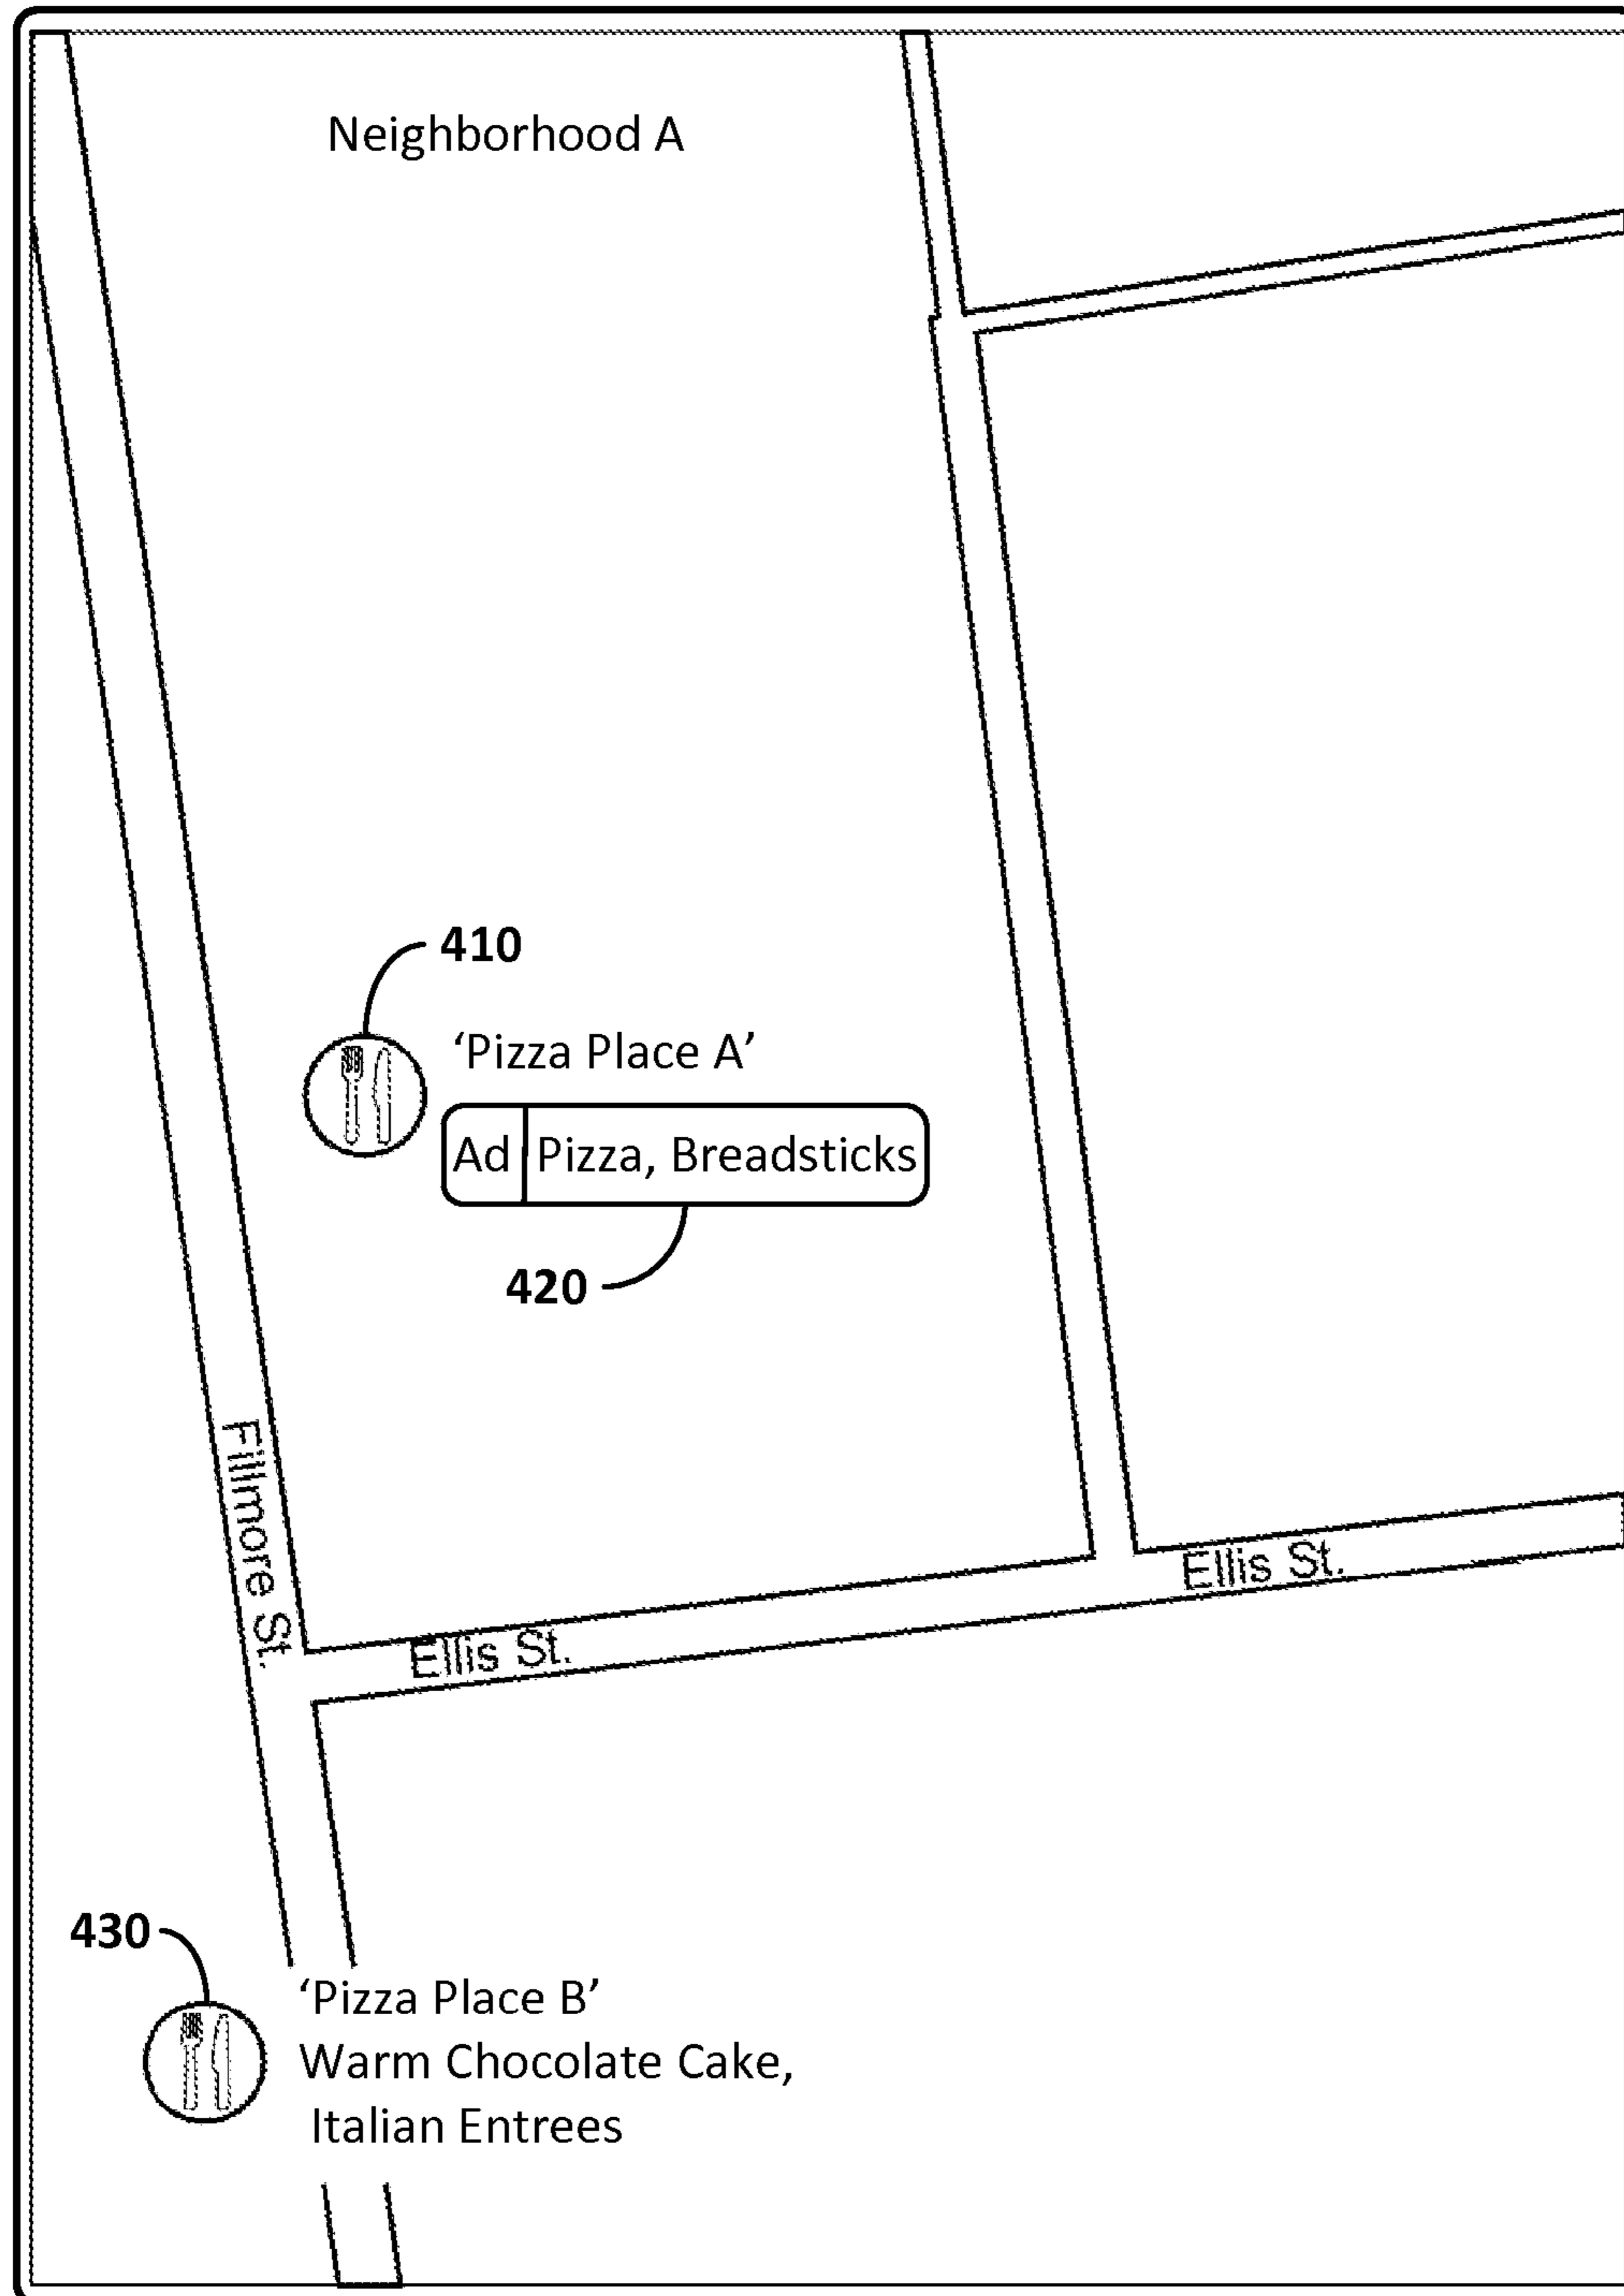 Neighborhood A
410
‘Pizza Place A’
Ad Pizza, Breadsticks
420
Fillmore St.
Ellis St.
Ellis St.
430
‘Pizza Place B’
Warm Chocolate Cake,
Italian Entrees